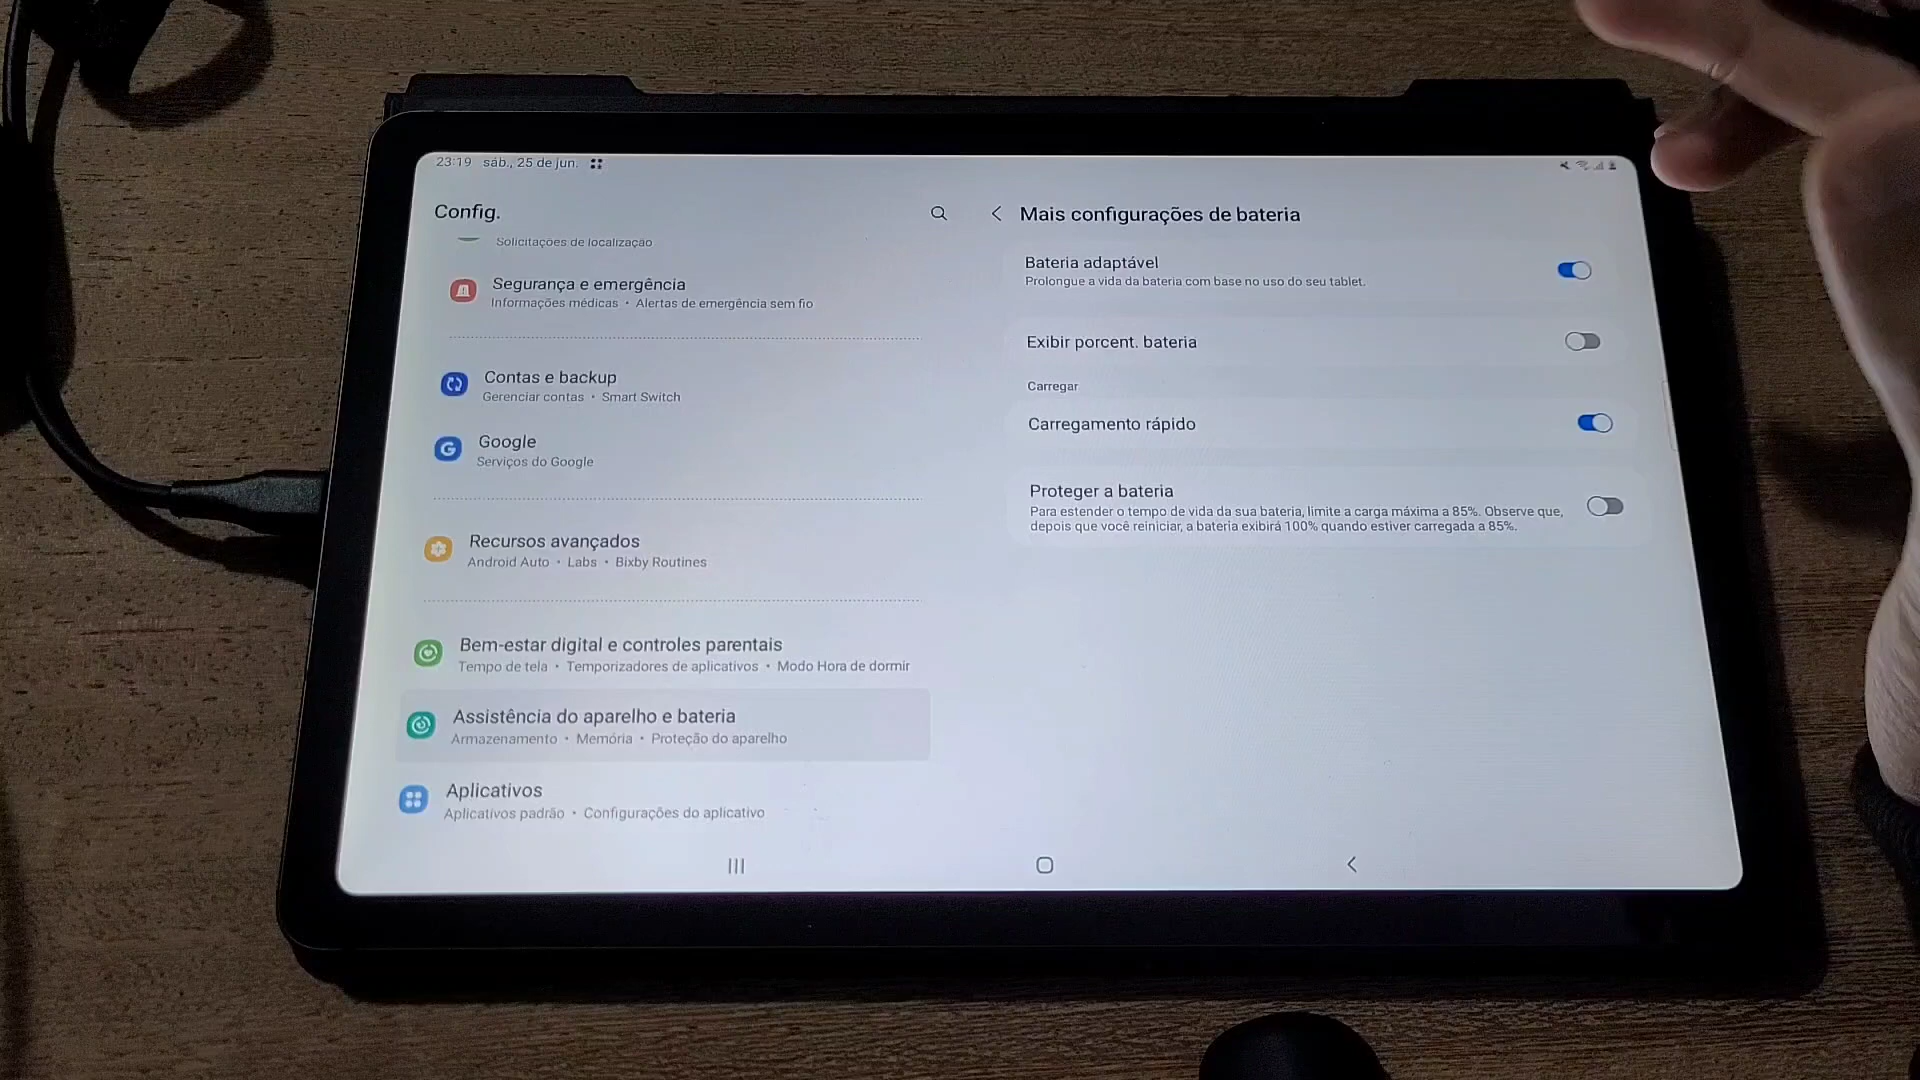 23:19 sáb., 25 de jun.
Config.
Solicitações de localização
Segurança e emergência
Informações médicas • Alertas de emergência sem fio
Contas e backup
Gerenciar contas • Smart Switch
Google
Serviços do Google
Recursos avançados
Android Auto • Labs • Bixby Routines
Bem-estar digital e controles parentais
Tempo de tela • Temporizadores de aplicativos • Modo Hora de dormir
Assistência do aparelho e bateria
Armazenamento • Memória • Proteção do aparelho
Aplicativos
Aplicativos padrão • Configurações do aplicativo
Mais configurações de bateria
Bateria adaptável
Prolongue a vida da bateria com base no uso do seu tablet.
Exibir porcent. bateria
Carregar
Carregamento rápido
Proteger a bateria
Para estender o tempo de vida da sua bateria, limite a carga máxima a 85%. Observe que,
depois que você reiniciar, a bateria exibirá 100% quando estiver carregada a 85%.